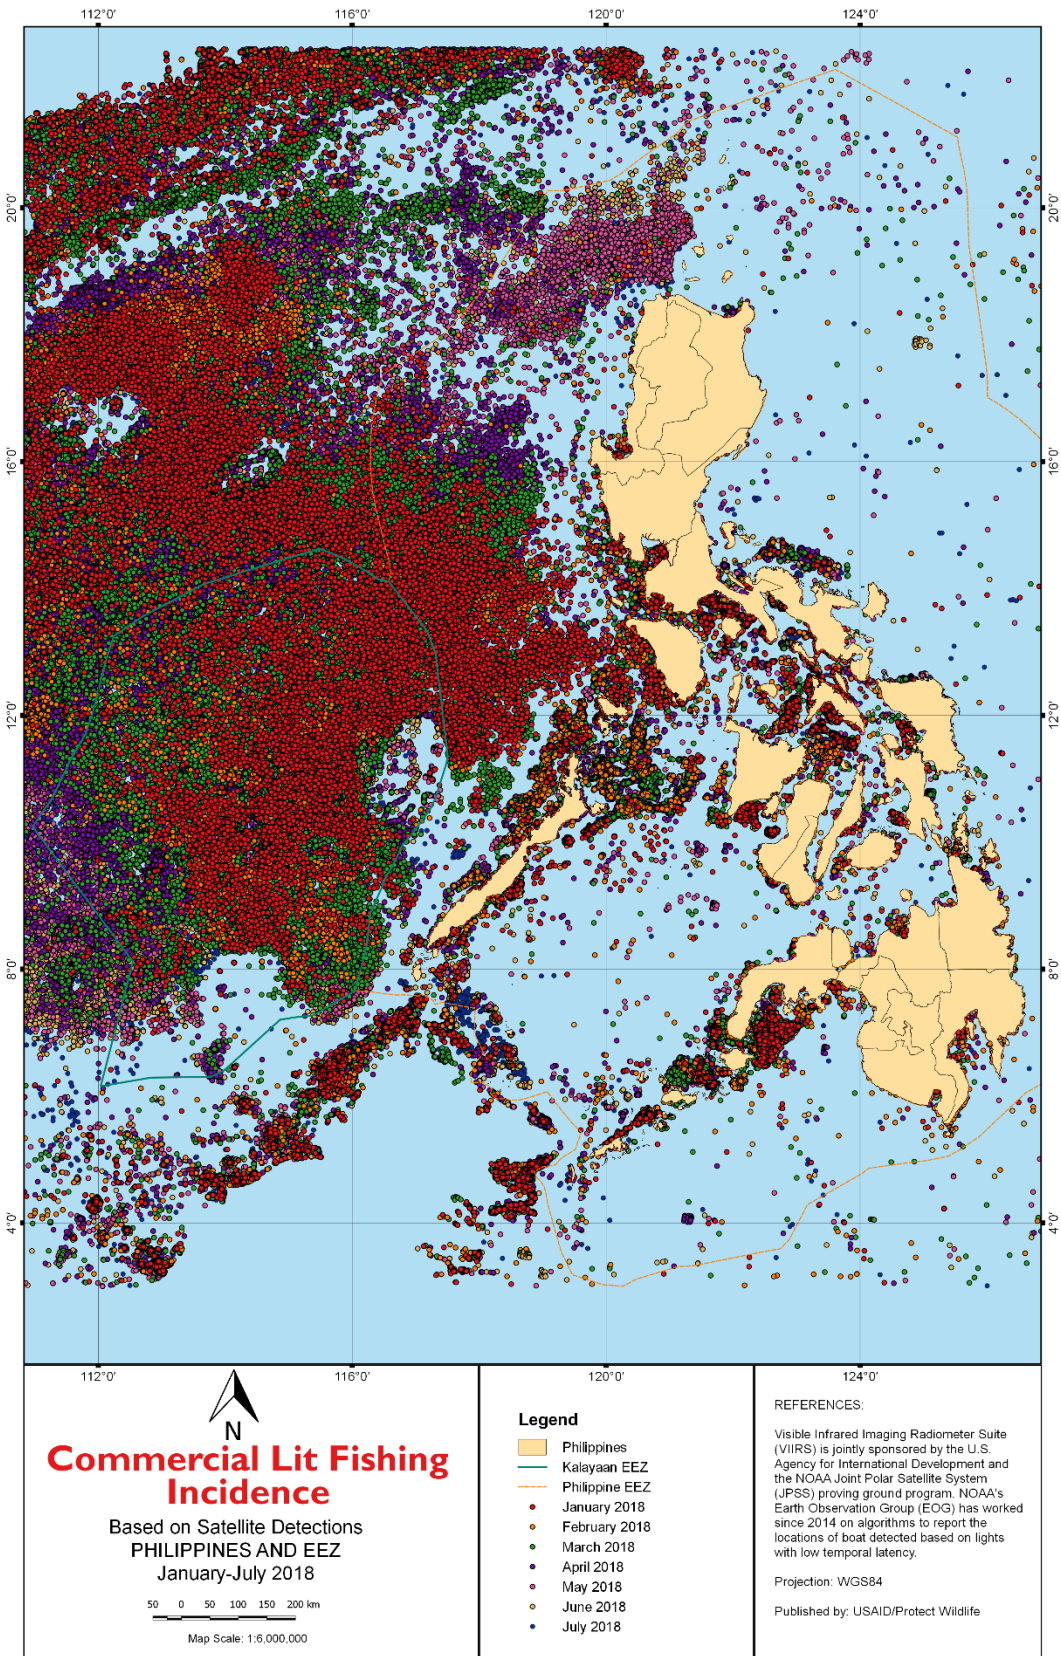 112°0'
116°0'
120°0'
124°0'
20°0'
20°0'
16°0'
16°0'
12°0'
12°0'
8°0'
8°0'
4°0'
4°0'
112°0'
116°0'
120°0'
124°0'
N
Commercial Lit Fishing
Incidence
Based on Satellite Detections
PHILIPPINES AND EEZ
January-July 2018
50 0 50 100 150 200 km
Map Scale: 1:6,000,000
Legend
Philippines
Kalayaan EEZ
Philippine EEZ
January 2018
February 2018
March 2018
April 2018
May 2018
June 2018
July 2018
REFERENCES:
Visible Infrared Imaging Radiometer Suite
(VIIRS) is jointly sponsored by the U.S.
Agency for International Development and
the NOAA Joint Polar Satellite System
(JPSS) proving ground program. NOAA's
Earth Observation Group (EOG) has worked
since 2014 on algorithms to report the
locations of boat detected based on lights
with low temporal latency.
Projection: WGS84
Published by: USAID/Protect Wildlife